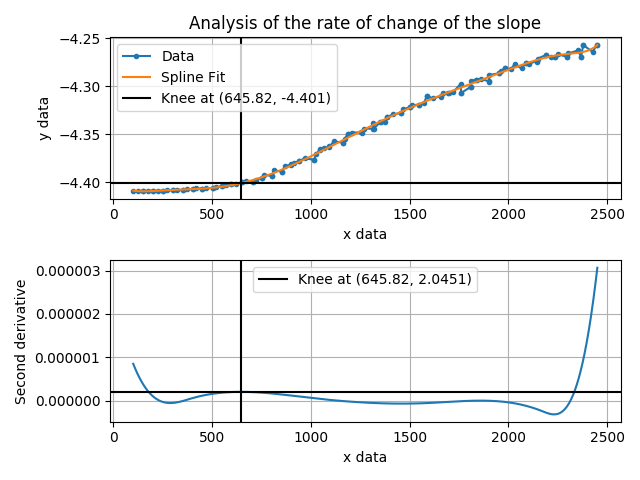 Analysis of the rate of change of the slope
−4.25
−4.30
−4.35
−4.40
y data
Data
Spline Fit
Knee at (645.82, -4.401)
0 500 1000 1500 2000 2500
x data
0.000003
0.000002
0.000001
0.000000
Second derivative
Knee at (645.82, 2.0451)
0 500 1000 1500 2000 2500
x data